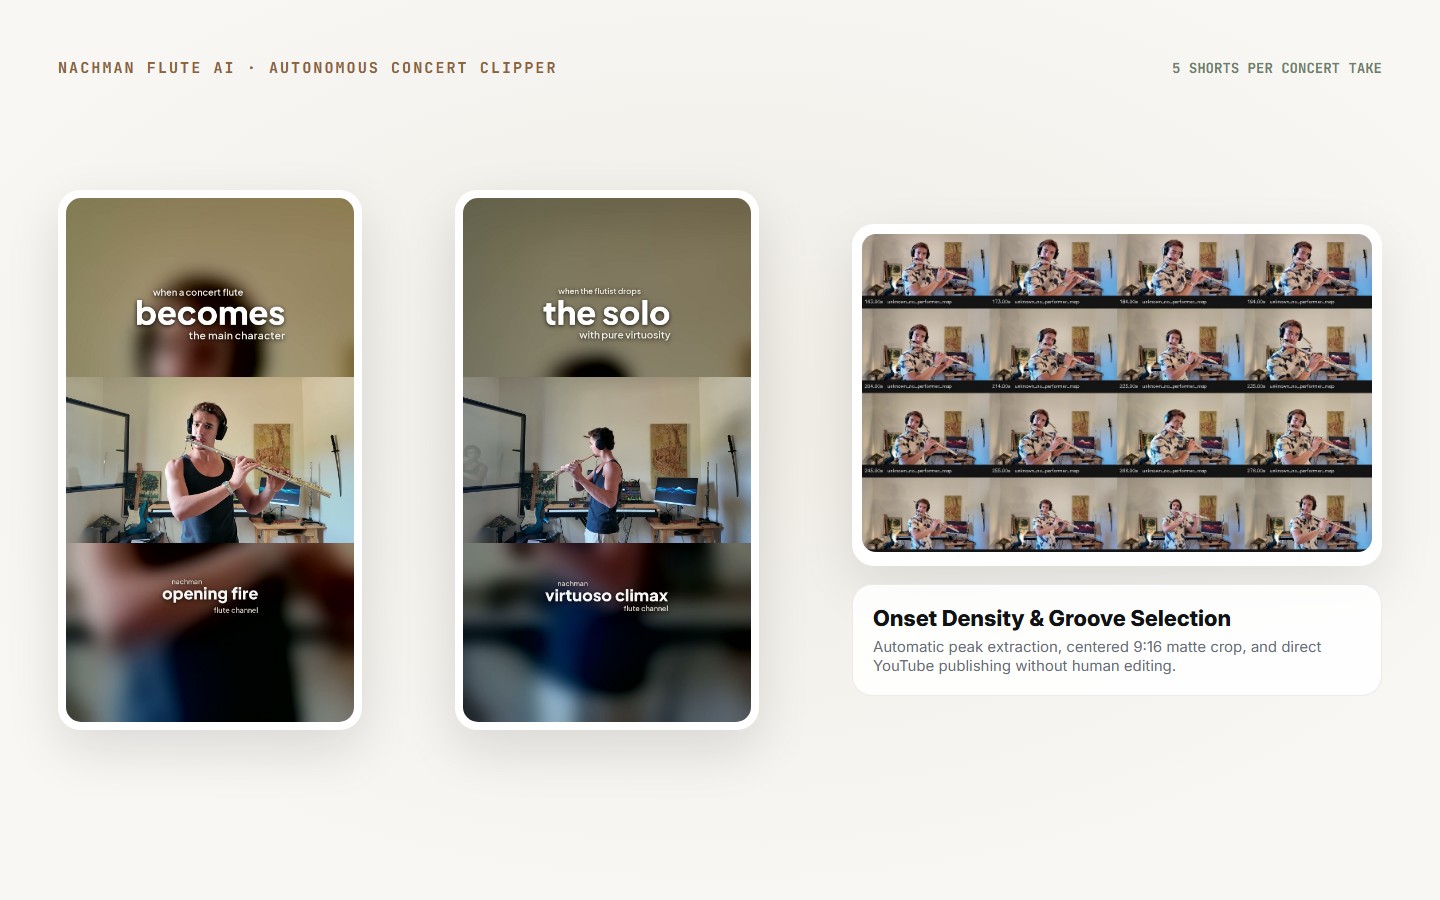 NACHMAN FLUTE AI · AUTONOMOUS CONCERT CLIPPER
5 SHORTS PER CONCERT TAKE
when a concert flute
becomes
the main character
nachman
opening fire
flute channel
when the flutist drops
the solo
with pure virtuosity
nachman
virtuoso climax
flute channel
Onset Density & Groove Selection
Automatic peak extraction, centered 9:16 matte crop, and direct
YouTube publishing without human editing.